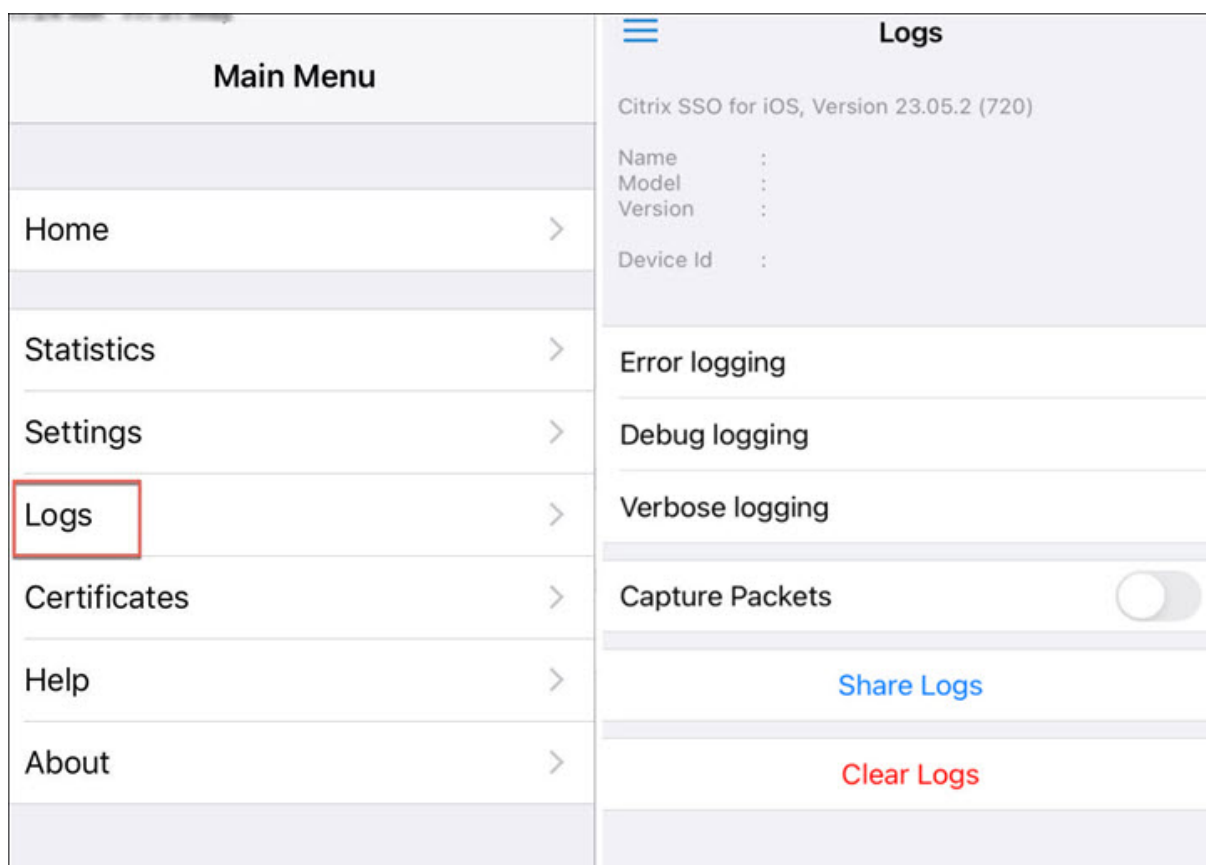 Main Menu
Home
Statistics
Settings
Logs
Certificates
Help
About
Logs
Citrix SSO for iOS, Version 23.05.2 (720)
Name :
Model :
Version :
Device Id :
Error logging
Debug logging
Verbose logging
Capture Packets
Share Logs
Clear Logs